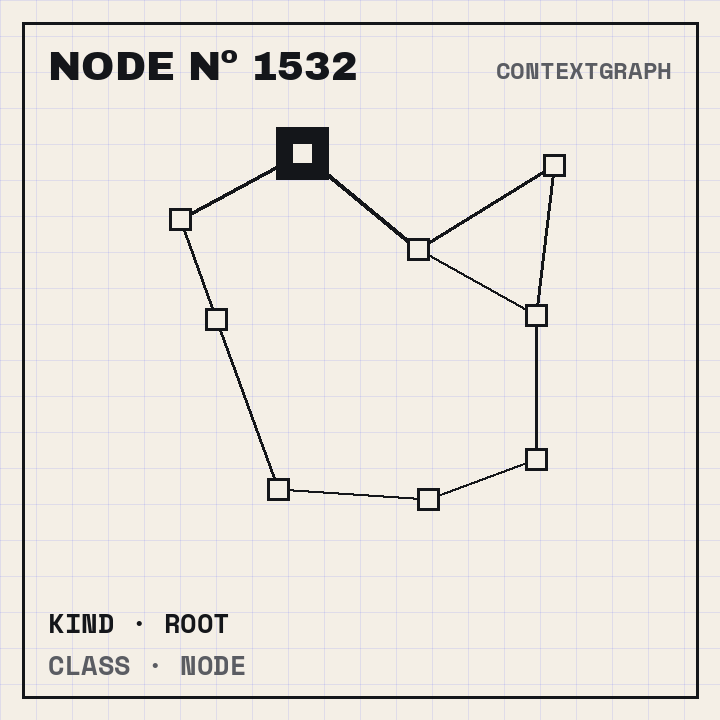 NODE Nº 1532
CONTEXTGRAPH
KIND · ROOT
CLASS · NODE